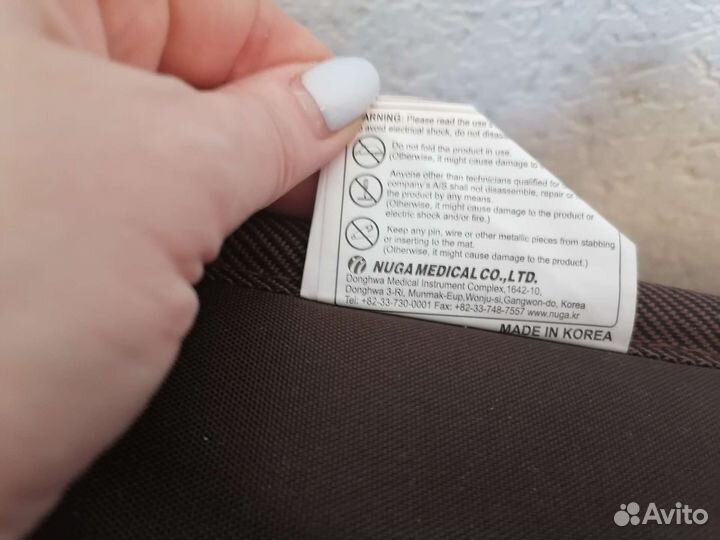 WARNING: Please read the use
avoid electrical shock, do not
Do not fold the product in use.
(Otherwise, it might cause damage to
Anyone other than technicians qualified for
company's A/S shall not disassemble, repair or
the product by any means.
(Otherwise, it might cause damage to the product or
electric shock and/or fire.)
Keep any pin, wire or other metallic pieces from stabbing
or inserting to the mat.
(Otherwise, it might cause damage to the product.)
NUGA MEDICAL CO., LTD.
Donghwa Medical Instrument Complex,1642-10,
Donghwa 3-Ri, Munmak-Eup,Wonju-si,Gangwon-do, Korea
Tel: +82-33-730-0001 Fax: +82-33-748-7557 www.nuga.kr
MADE IN KOREA
Avito